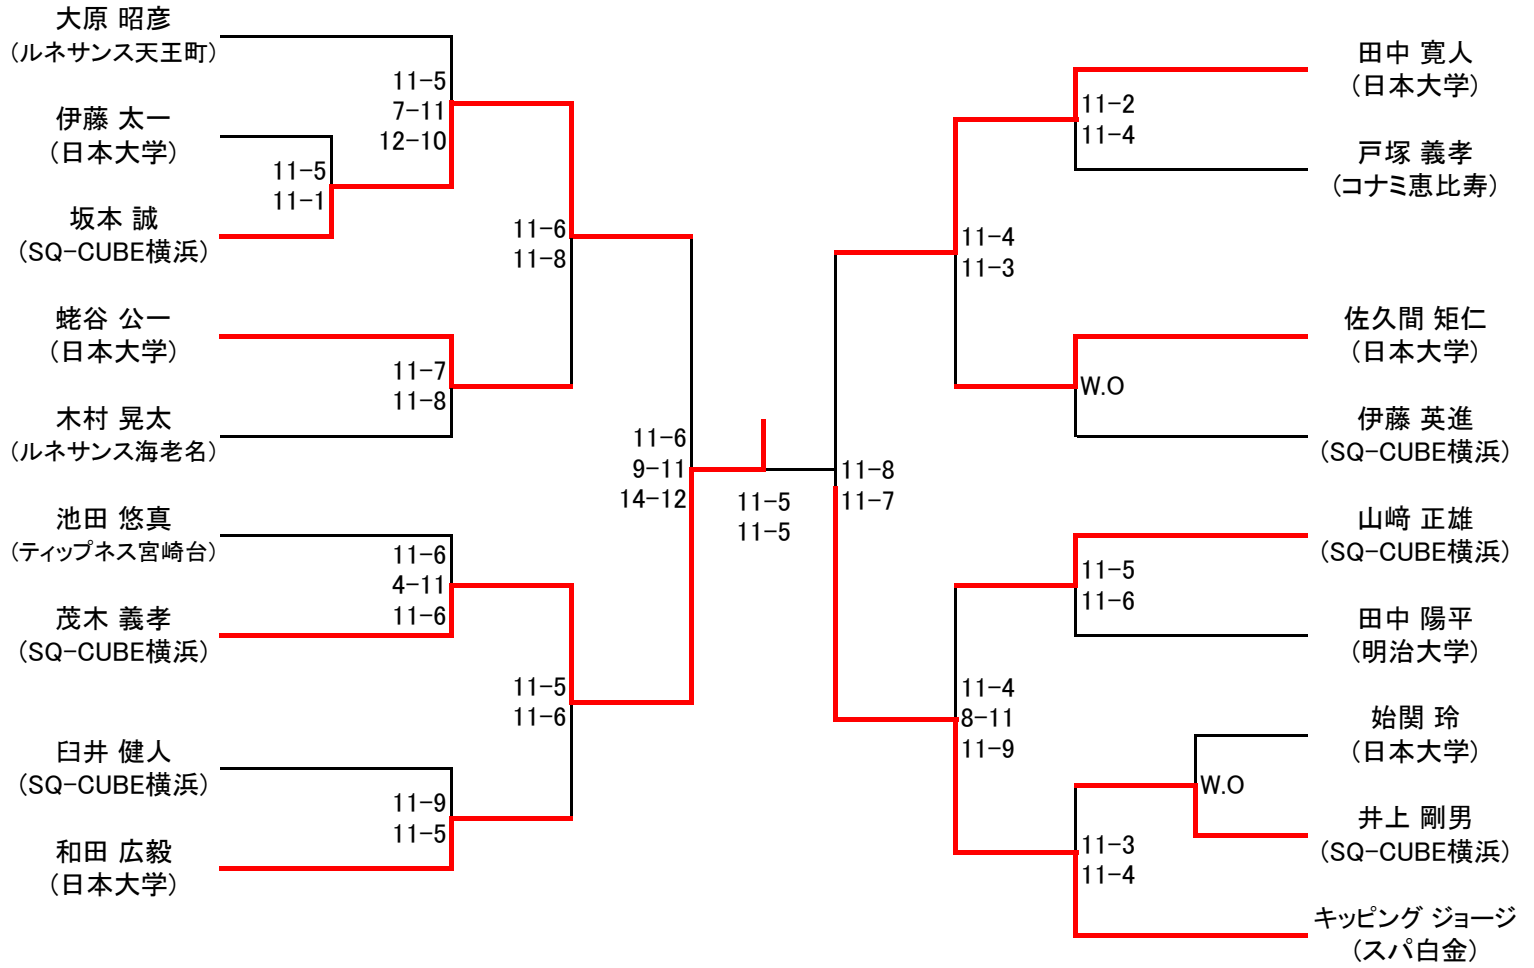 大原 昭彦
(ルネサンス天王町)
伊藤 太一
(日本大学)
坂本 誠
(SQ-CUBE横浜)
蛯谷 公一
(日本大学)
木村 晃太
(ルネサンス海老名)
池田 悠真
(ティップネス宮崎台)
茂木 義孝
(SQ-CUBE横浜)
臼井 健人
(SQ-CUBE横浜)
和田 広毅
(日本大学)
11-5
11-1
11-5
7-11
12-10
11-7
11-8
11-6
4-11
11-6
11-9
11-5
11-6
11-8
11-5
11-6
11-6
9-11
14-12
11-5
11-5
11-8
11-7
11-4
11-3
11-4
8-11
11-9
11-2
11-4
W.O
11-5
11-6
11-3
11-4
W.O
田中 寛人
(日本大学)
戸塚 義孝
(コナミ恵比寿)
佐久間 矩仁
(日本大学)
伊藤 英進
(SQ-CUBE横浜)
山﨑 正雄
(SQ-CUBE横浜)
田中 陽平
(明治大学)
始関 玲
(日本大学)
井上 剛男
(SQ-CUBE横浜)
キッピング ジョージ
(スパ白金)